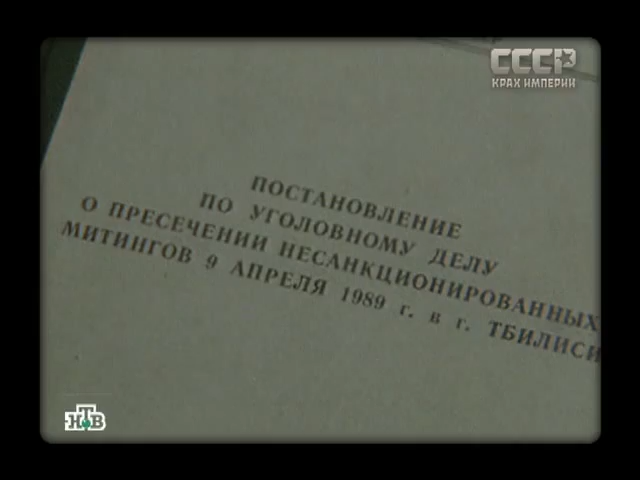 СССР
КРАХ ИМПЕРИИ
ПОСТАНОВЛЕНИЕ
ПО УГОЛОВНОМУ ДЕЛУ
О ПРЕСЕЧЕНИИ НЕСАНКЦИОНИРОВАННЫХ
МИТИНГОВ 9 АПРЕЛЯ 1989 г. в г. ТБИЛИСИ
НТВ